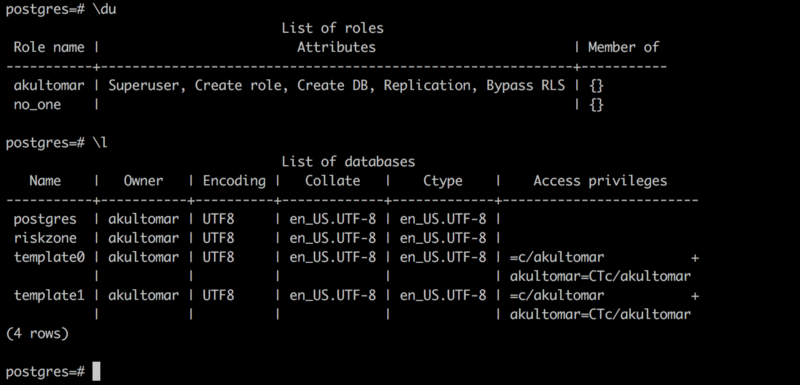 postgres=# \du
                                    List of roles
 Role name |                         Attributes                         | Member of
-----------+------------------------------------------------------------+-----------
 akultomar | Superuser, Create role, Create DB, Replication, Bypass RLS | {}
 no_one    |                                                            | {}

postgres=# \l
                                    List of databases
   Name    |   Owner   | Encoding |   Collate   |    Ctype    |    Access privileges
-----------+-----------+----------+-------------+-------------+-------------------------
 postgres  | akultomar | UTF8     | en_US.UTF-8 | en_US.UTF-8 |
 riskzone  | akultomar | UTF8     | en_US.UTF-8 | en_US.UTF-8 |
 template0 | akultomar | UTF8     | en_US.UTF-8 | en_US.UTF-8 | =c/akultomar           +
           |           |          |             |             | akultomar=CTc/akultomar
 template1 | akultomar | UTF8     | en_US.UTF-8 | en_US.UTF-8 | =c/akultomar           +
           |           |          |             |             | akultomar=CTc/akultomar
(4 rows)

postgres=#